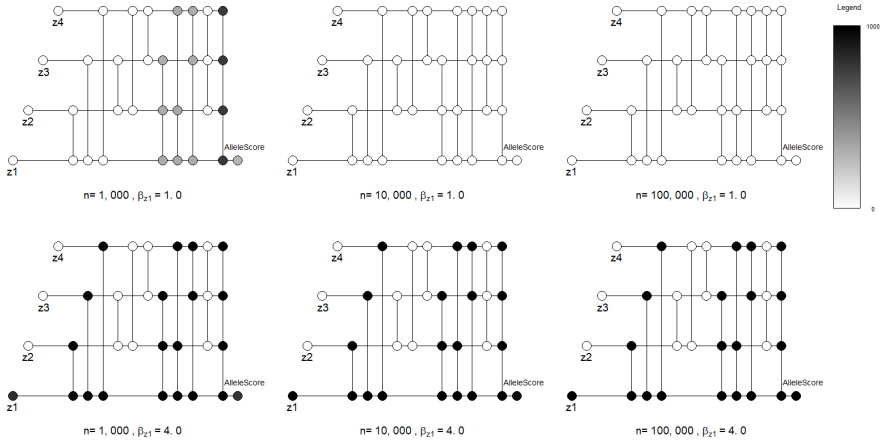 Legend
1000
0
z4
z3
z2
AlleleScore
z1
n= 1, 000 , βz1 = 1. 0
z4
z3
z2
AlleleScore
z1
n= 10, 000 , βz1 = 1. 0
z4
z3
z2
AlleleScore
z1
n= 100, 000 , βz1 = 1. 0
z4
z3
z2
AlleleScore
z1
n= 1, 000 , βz1 = 4. 0
z4
z3
z2
AlleleScore
z1
n= 10, 000 , βz1 = 4. 0
z4
z3
z2
AlleleScore
z1
n= 100, 000 , βz1 = 4. 0